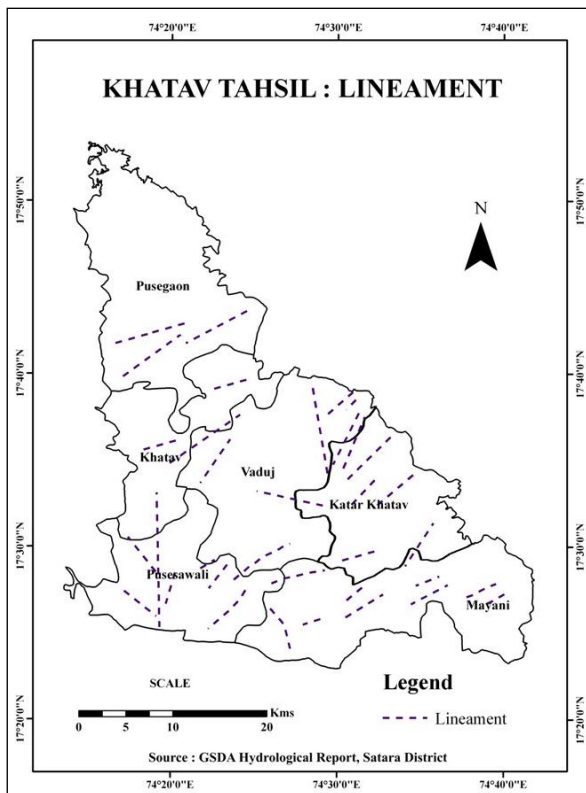 74°20'0"E 74°30'0"E 74°40'0"E
KHATAV TAHSIL : LINEAMENT
17°50'0"N 17°50'0"N
N
Pusegaon
17°40'0"N 17°40'0"N
Khatav
Vaduj
Katar Khatav
17°30'0"N 17°30'0"N
Pusesawali
Mayani
SCALE
Kms
0 5 10 20
Legend
Lineament
17°20'0"N 17°20'0"N
Source : GSDA Hydrological Report, Satara District
74°20'0"E 74°30'0"E 74°40'0"E